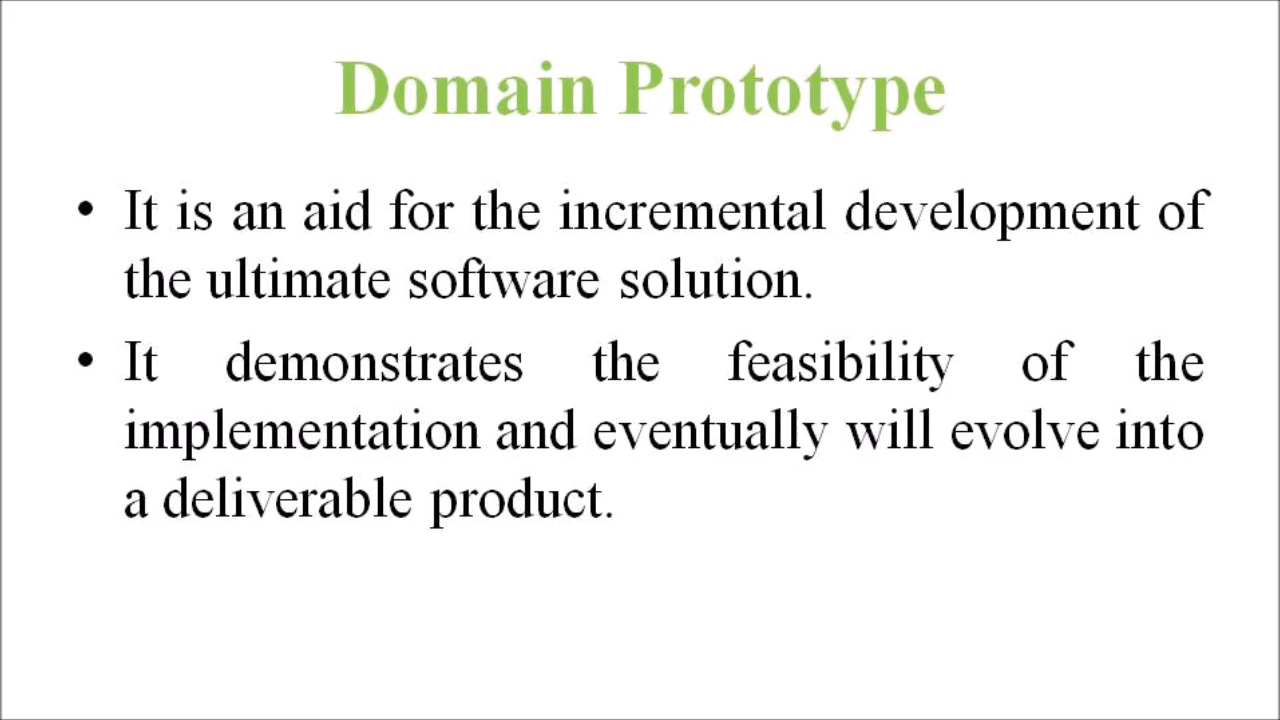 Domain Prototype
• It is an aid for the incremental development of
the ultimate software solution.
• It demonstrates the feasibility of the
implementation and eventually will evolve into
a deliverable product.